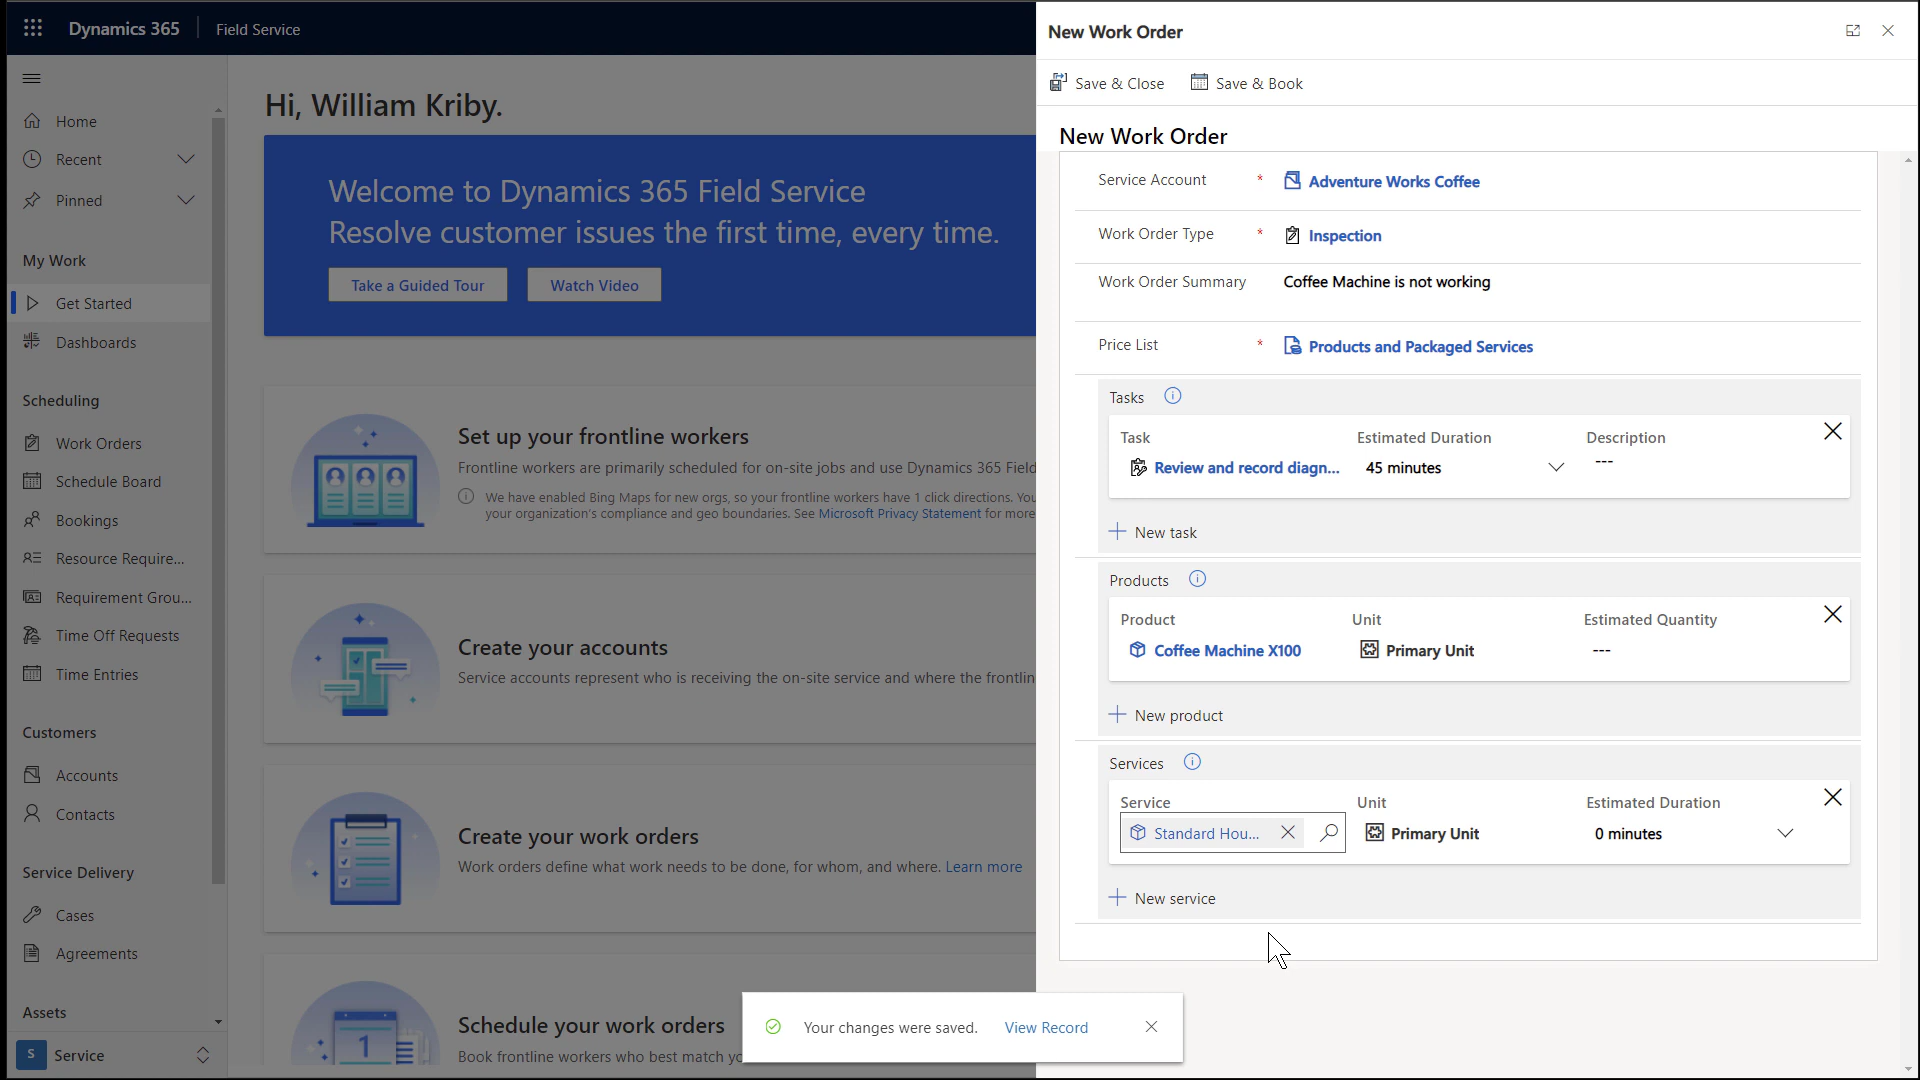 Dynamics 365 Field Service
Home
Recent
Pinned
My Work
Get Started
Dashboards
Scheduling
Work Orders
Schedule Board
Bookings
Resource Require...
Requirement Grou...
Time Off Requests
Time Entries
Customers
Accounts
Contacts
Service Delivery
Cases
Agreements
Assets
S Service
Hi, William Kriby.
Welcome to Dynamics 365 Field Service
Resolve customer issues the first time, every time.
Take a Guided Tour Watch Video
Set up your frontline workers
Frontline workers are primarily scheduled for on-site jobs and use Dynamics 365 Field
We have enabled Bing Maps for new orgs, so your frontline workers have 1 click directions. You
your organization's compliance and geo boundaries. See Microsoft Privacy Statement for more
Create your accounts
Service accounts represent who is receiving the on-site service and where the frontlin
Create your work orders
Work orders define what work needs to be done, for whom, and where. Learn more
1
Schedule your work orders
Book frontline workers who best match yo
New Work Order
Save & Close Save & Book
New Work Order
Service Account * Adventure Works Coffee
Work Order Type * Inspection
Work Order Summary Coffee Machine is not working
Price List * Products and Packaged Services
Tasks
Task Estimated Duration Description
Review and record diagn... 45 minutes ---
New task
Products
Product Unit Estimated Quantity
Coffee Machine X100 Primary Unit ---
New product
Services
Service Unit Estimated Duration
Standard Hou... Primary Unit 0 minutes
New service
Your changes were saved. View Record